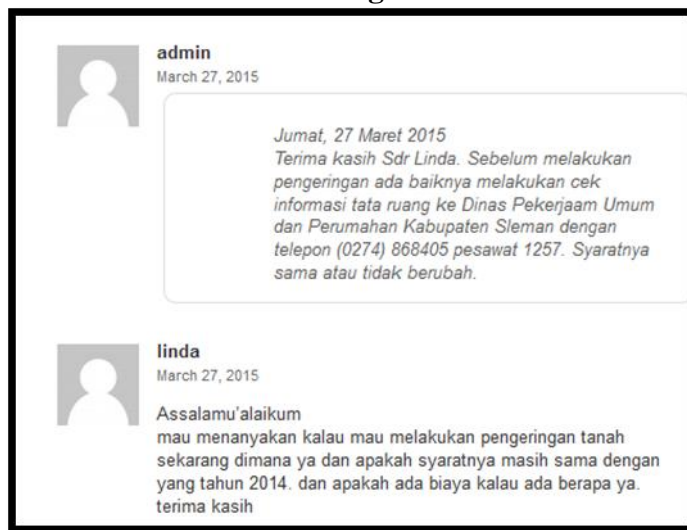 g
admin
March 27, 2015
Jumat, 27 Maret 2015
Terima kasih Sdr Linda. Sebelum melakukan
pengeringan ada baiknya melakukan cek
informasi tata ruang ke Dinas Pekerjaam Umum
dan Perumahan Kabupaten Sleman dengan
telepon (0274) 868405 pesawat 1257. Syaratnya
sama atau tidak berubah.
linda
March 27, 2015
Assalamu'alaikum
mau menanyakan kalau mau melakukan pengeringan tanah
sekarang dimana ya dan apakah syaratnya masih sama dengan
yang tahun 2014. dan apakah ada biaya kalau ada berapa ya.
terima kasih